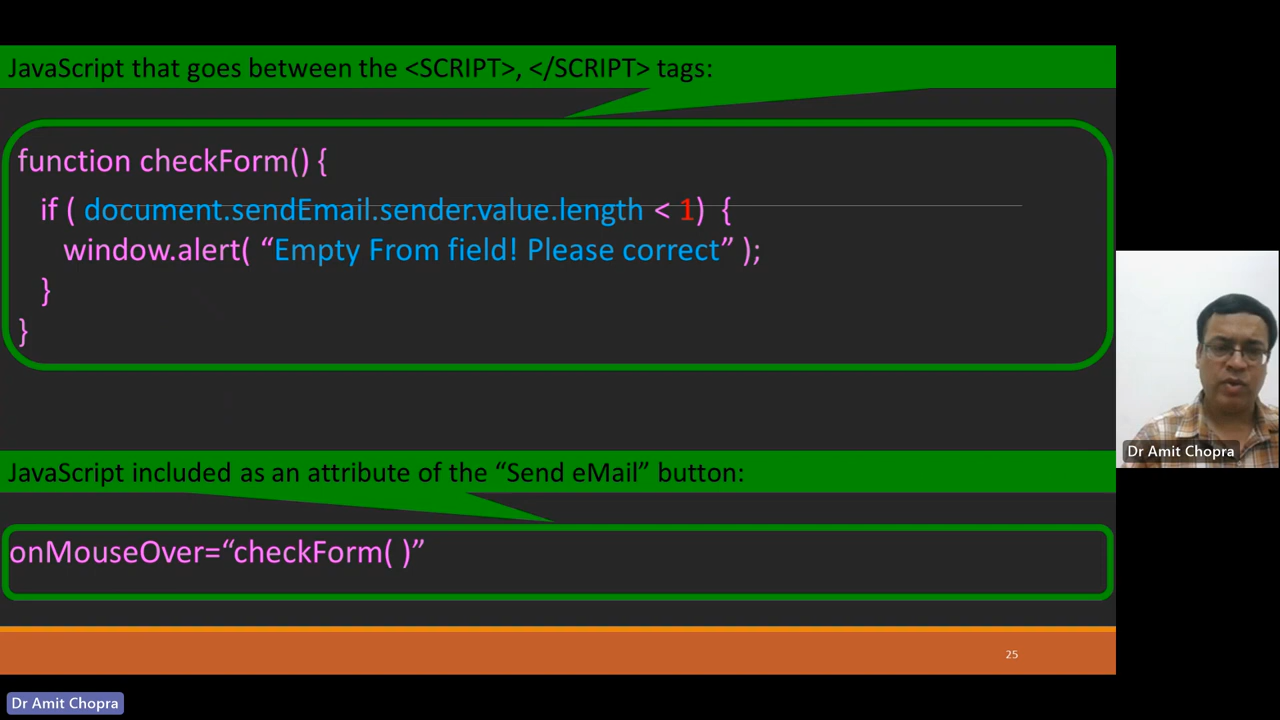 JavaScript that goes between the <SCRIPT>, </SCRIPT> tags:
function checkForm() {
if ( document.sendEmail.sender.value.length < 1) {
window.alert( “Empty From field! Please correct” );
}
}
JavaScript included as an attribute of the “Send eMail” button:
onMouseOver=“checkForm( )”
25
Dr Amit Chopra
Dr Amit Chopra